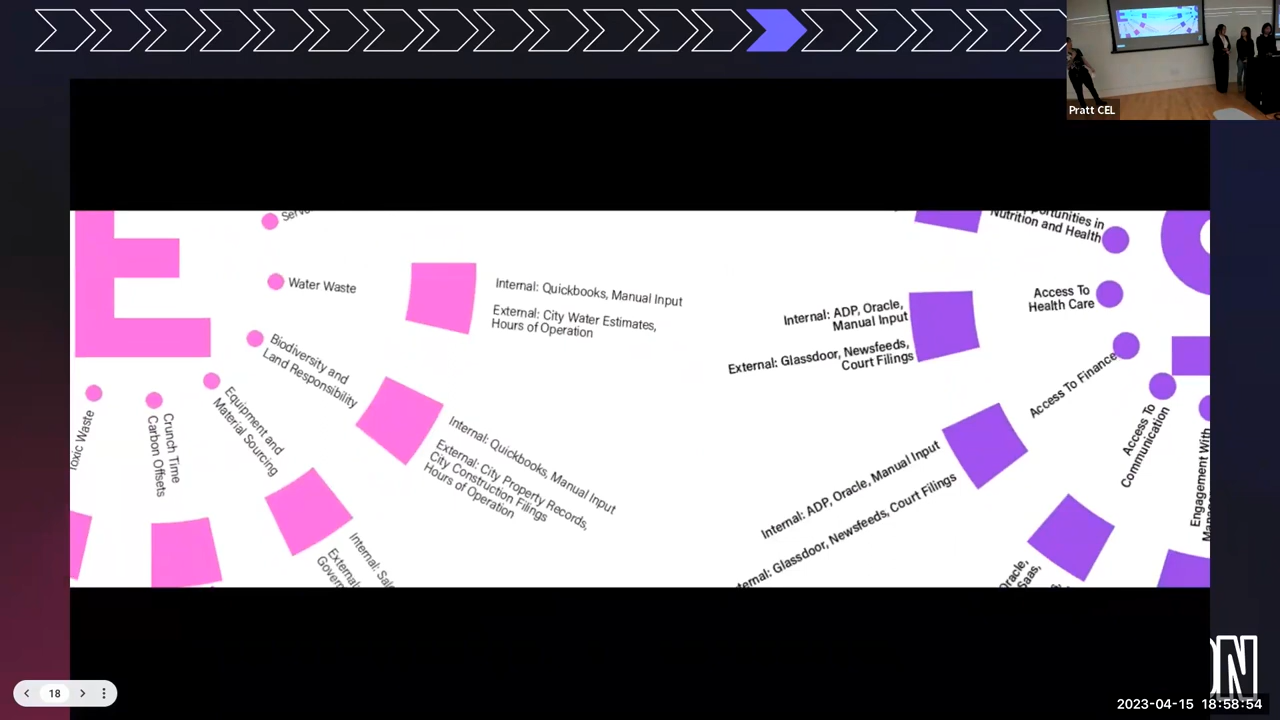 Pratt CEL
E
Water Waste
Internal: Quickbooks, Manual Input
External: City Water Estimates,
Hours of Operation
Biodiversity and
Land Responsibility
Internal: Quickbooks, Manual Input
External: City Property Records,
City Construction Filings
Hours of Operation
Equipment and
Material Sourcing
Crunch Time
Carbon Offsets
Waste
Internal:
External:
in
Nutrition and Health
Access To
Health Care
Internal: ADP, Oracle,
Manual Input
External: Glassdoor, Newsfeeds,
Court Filings
Access To Finance
Internal: ADP, Oracle, Manual Input
Glassdoor, Newsfeeds, Court Filings
Access To
Communication
Engagement With
Oracle,
18
N
2023-04-15 18:58:54